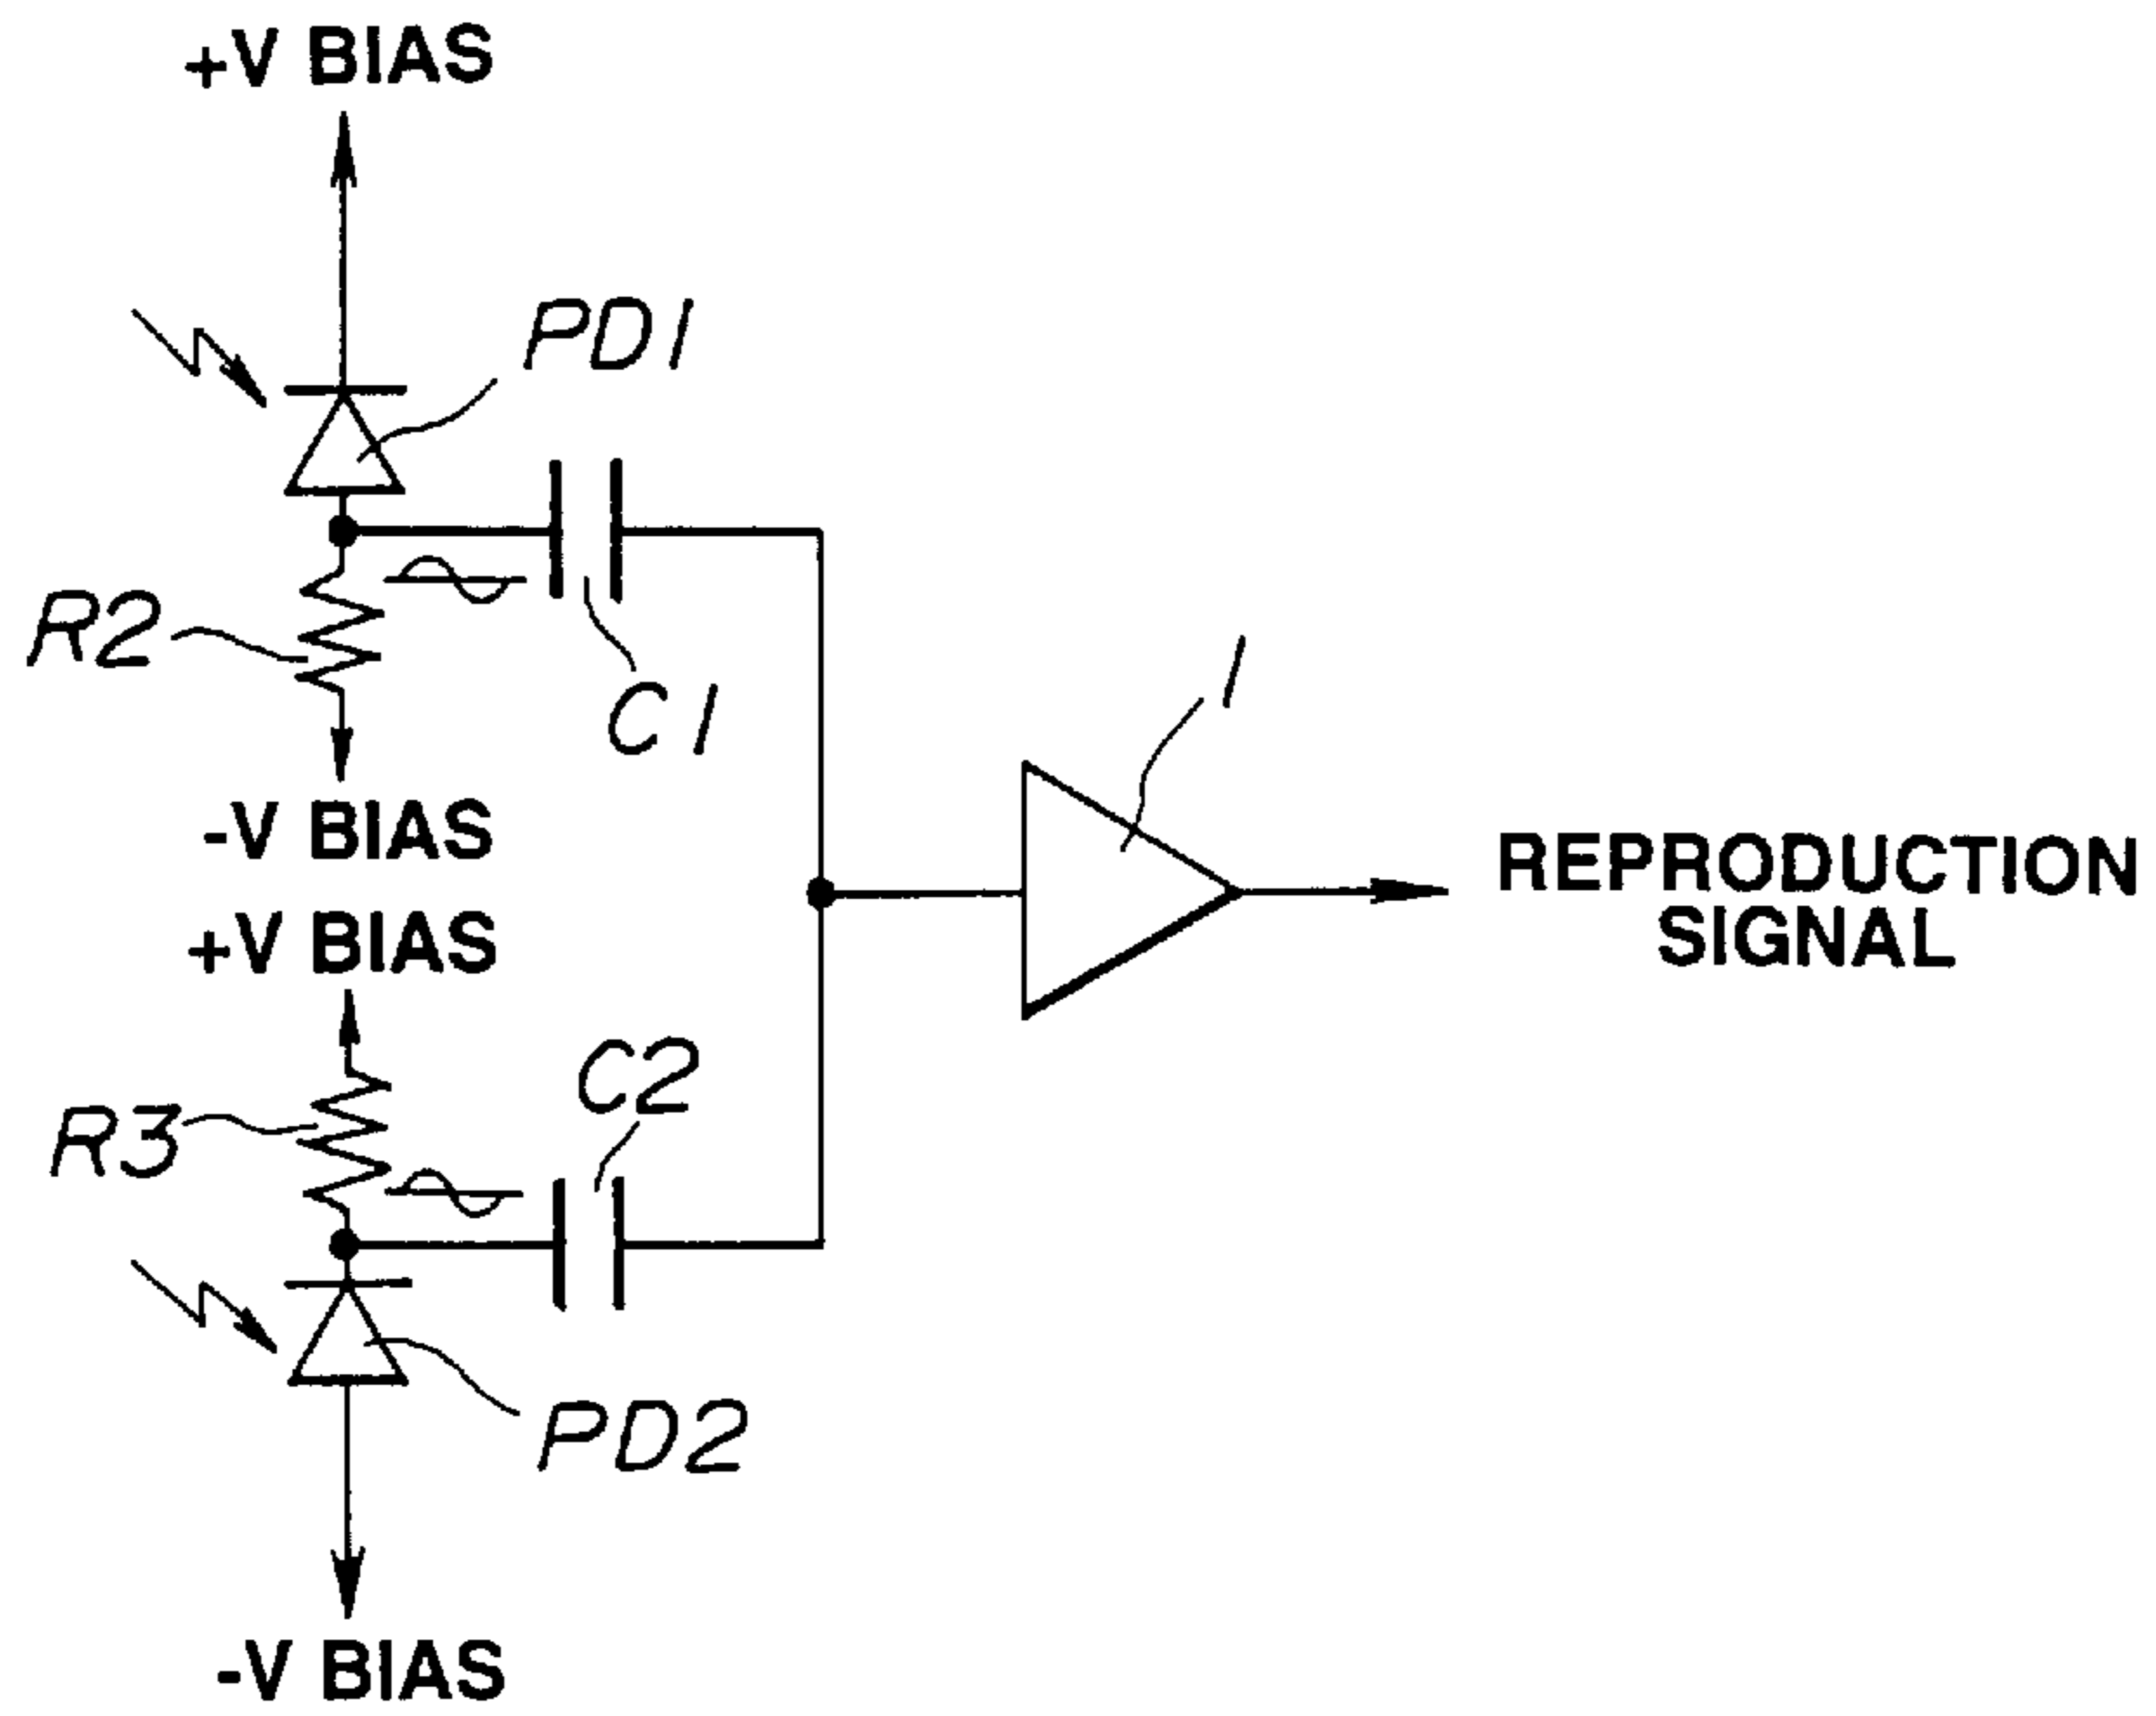 +V BIAS
PD1
R2
C1
1
-V BIAS
REPRODUCTION
SIGNAL
+V BIAS
C2
R3
PD2
-V BIAS